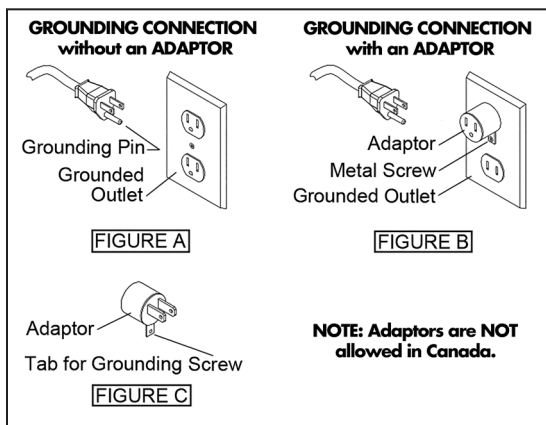 GROUNDING CONNECTION
without an ADAPTOR
Grounding Pin
Grounded
Outlet
FIGURE A
GROUNDING CONNECTION
with an ADAPTOR
Adaptor
Metal Screw
Grounded Outlet
FIGURE B
Adaptor
Tab for Grounding Screw
FIGURE C
NOTE: Adaptors are NOT
allowed in Canada.